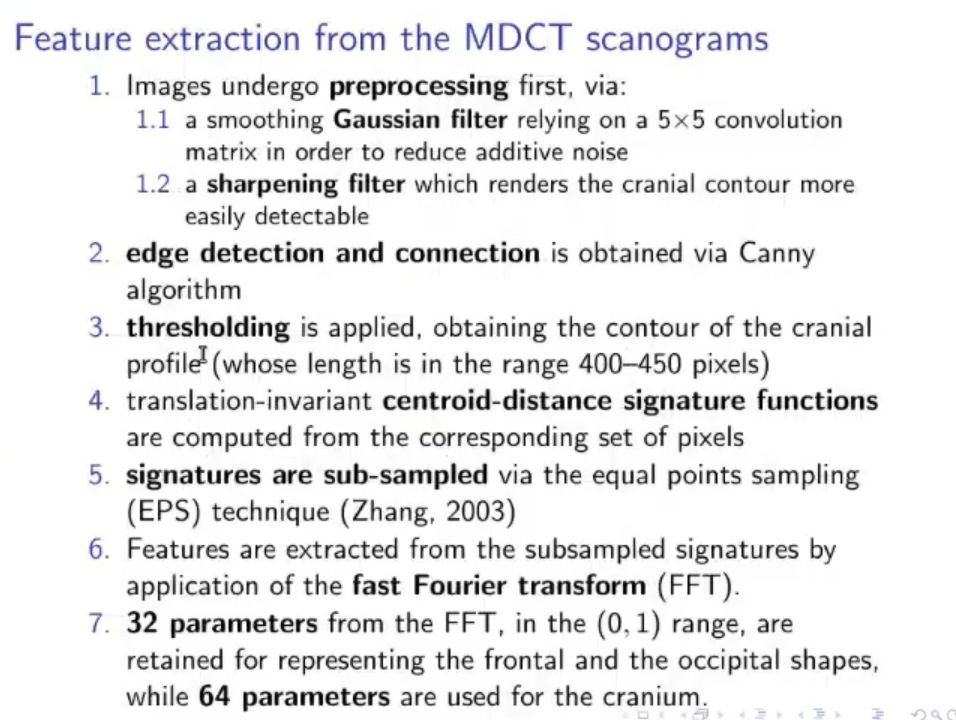 Feature extraction from the MDCT scanograms
1. Images undergo preprocessing first, via:
1.1 a smoothing Gaussian filter relying on a 5×5 convolution
matrix in order to reduce additive noise
1.2 a sharpening filter which renders the cranial contour more
easily detectable
2. edge detection and connection is obtained via Canny
algorithm
3. thresholding is applied, obtaining the contour of the cranial
profile (whose length is in the range 400–450 pixels)
4. translation-invariant centroid-distance signature functions
are computed from the corresponding set of pixels
5. signatures are sub-sampled via the equal points sampling
(EPS) technique (Zhang, 2003)
6. Features are extracted from the subsampled signatures by
application of the fast Fourier transform (FFT).
7. 32 parameters from the FFT, in the (0, 1) range, are
retained for representing the frontal and the occipital shapes,
while 64 parameters are used for the cranium.